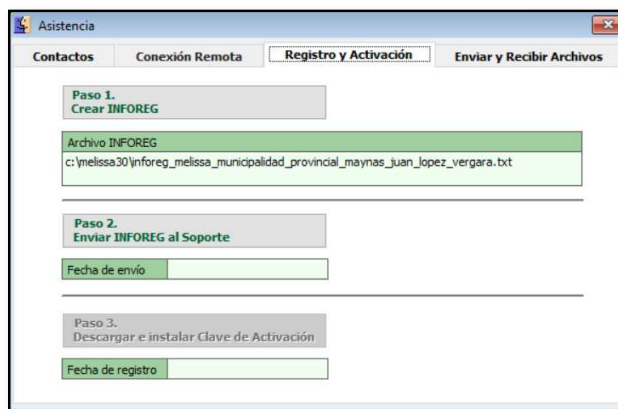 Asistencia
Contactos
Conexión Remota
Registro y Activación
Enviar y Recibir Archivos
Paso 1.
Crear INFOREG
Archivo INFOREG
c:\melissa30\inforeg_melissa_municipalidad_provincial_maynas_juan_lopez_vergara.txt
Paso 2.
Enviar INFOREG al Soporte
Fecha de envío
Paso 3.
Descargar e instalar Clave de Activación
Fecha de registro